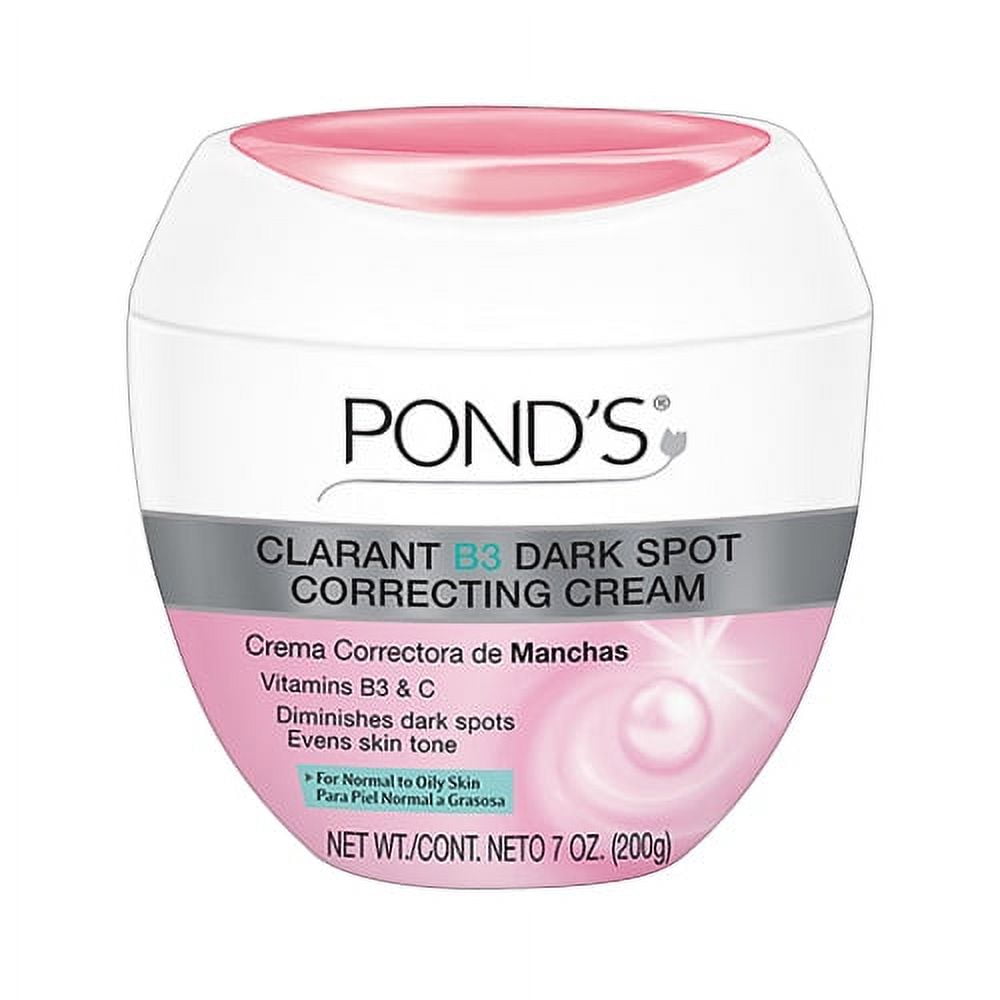 POND'S®
CLARANT B3 DARK SPOT
CORRECTING CREAM
Crema Correctora de Manchas
Vitamins B3 & C
Diminishes dark spots
Evens skin tone
For Normal to Oily Skin
Para Piel Normal a Grasosa
NET WT./CONT. NETO 7 OZ. (200g)